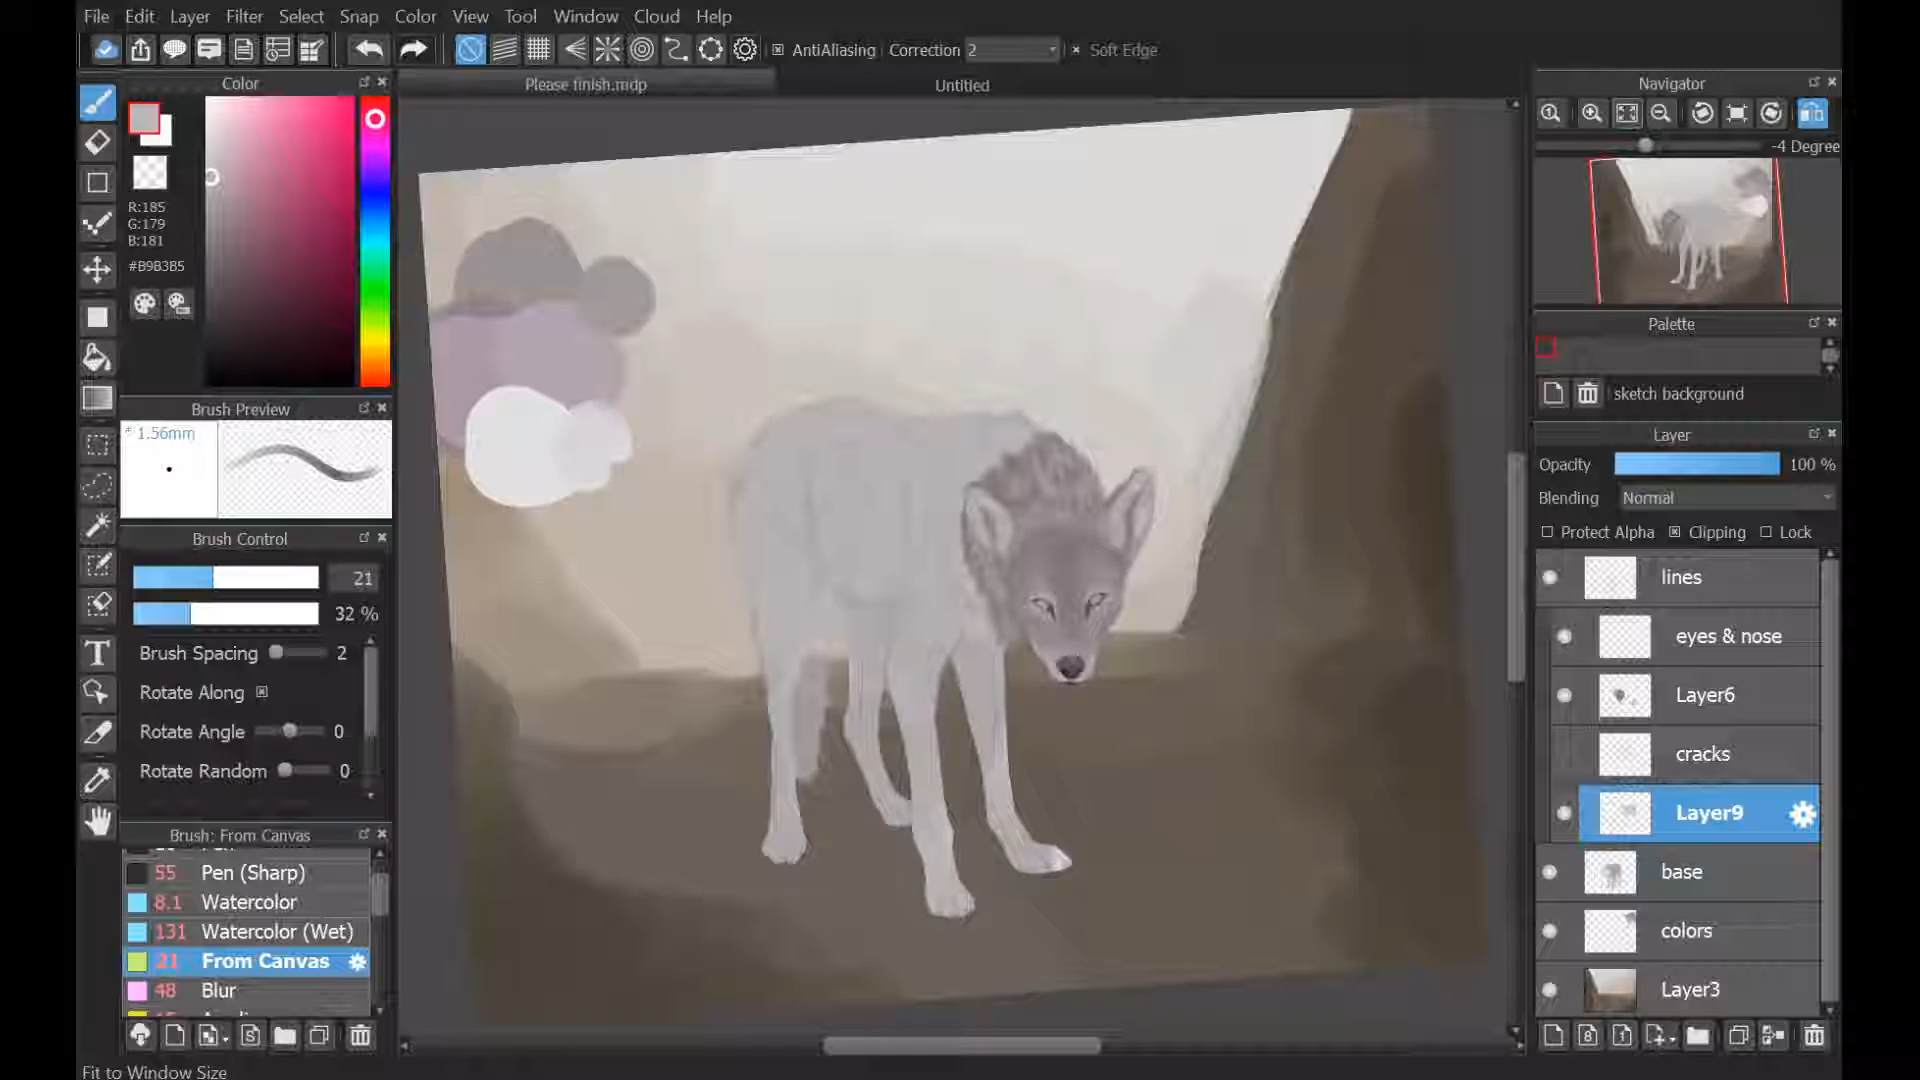 File Edit Layer Filter Select Snap Color View Tool Window Cloud Help
AntiAliasing Correction 2 Soft Edge
Color
Please finish.mdp
Untitled
Navigator
R:185
G:179
B:181
#B9B3B5
-4 Degree
Palette
sketch background
Brush Preview
1.56mm
Layer
Opacity 100 %
Blending Normal
Protect Alpha Clipping Lock
Brush Control
21
32 %
Brush Spacing 2
Rotate Along
Rotate Angle 0
Rotate Random 0
lines
eyes & nose
Layer6
cracks
Layer9
base
colors
Layer3
Brush: From Canvas
55 Pen (Sharp)
8.1 Watercolor
131 Watercolor (Wet)
21 From Canvas
48 Blur
Fit to Window Size